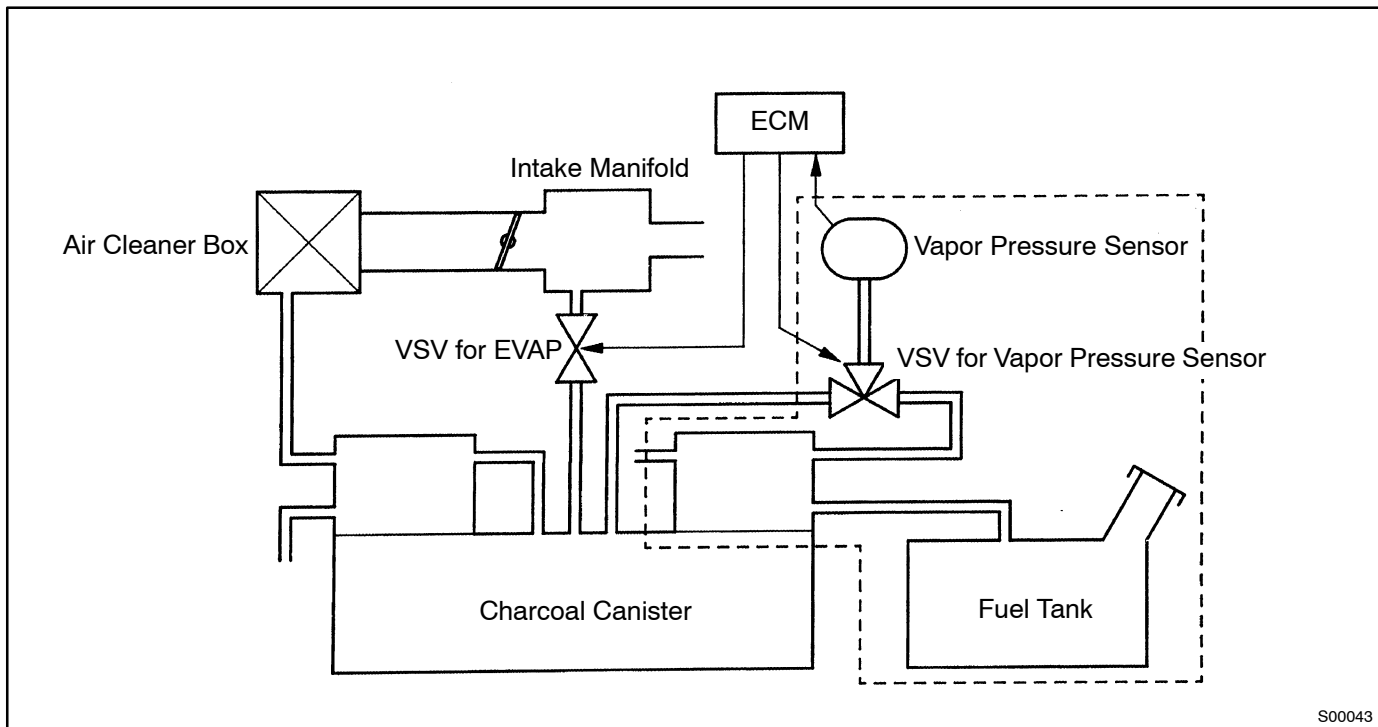 ECM
Intake Manifold
Air Cleaner Box
Vapor Pressure Sensor
VSV for EVAP
VSV for Vapor Pressure Sensor
Charcoal Canister
Fuel Tank
S00043